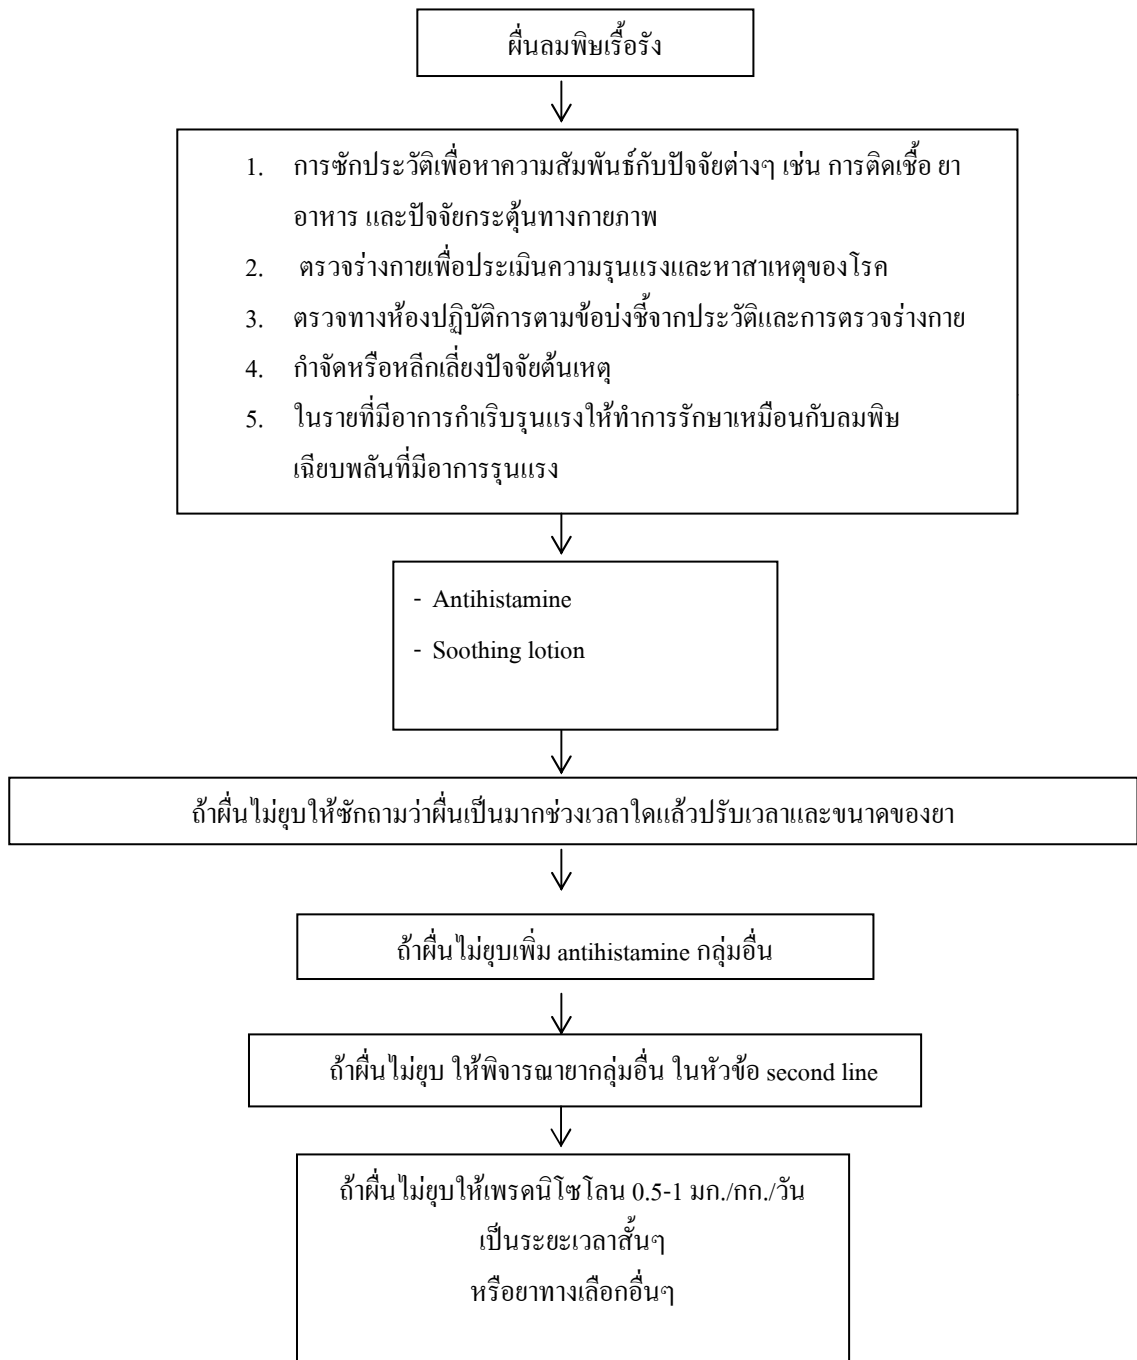 ผื่นลมพิษเรื้อรัง
1. การซักประวัติเพื่อหาความสัมพันธ์กับปัจจัยต่างๆ เช่น การติดเชื้อ ยา
อาหาร และปัจจัยกระตุ้นทางกายภาพ
2. ตรวจร่างกายเพื่อประเมินความรุนแรงและหาสาเหตุของโรค
3. ตรวจทางห้องปฏิบัติการตามข้อบ่งชี้จากประวัติและการตรวจร่างกาย
4. กำจัดหรือหลีกเลี่ยงปัจจัยต้นเหตุ
5. ในรายที่มีอาการกำเริบรุนแรงให้ทำการรักษาเหมือนกับลมพิษ
เฉียบพลันที่มีอาการรุนแรง
- Antihistamine
- Soothing lotion
ถ้าผื่นไม่ยุบให้ซักถามว่าผื่นเป็นมากช่วงเวลาใดแล้วปรับเวลาและขนาดของยา
ถ้าผื่นไม่ยุบเพิ่ม antihistamine กลุ่มอื่น
ถ้าผื่นไม่ยุบ ให้พิจารณายากลุ่มอื่น ในหัวข้อ second line
ถ้าผื่นไม่ยุบให้เพรดนิโซโลน 0.5-1 มก./กก./วัน
เป็นระยะเวลาสั้นๆ
หรือยาทางเลือกอื่นๆ